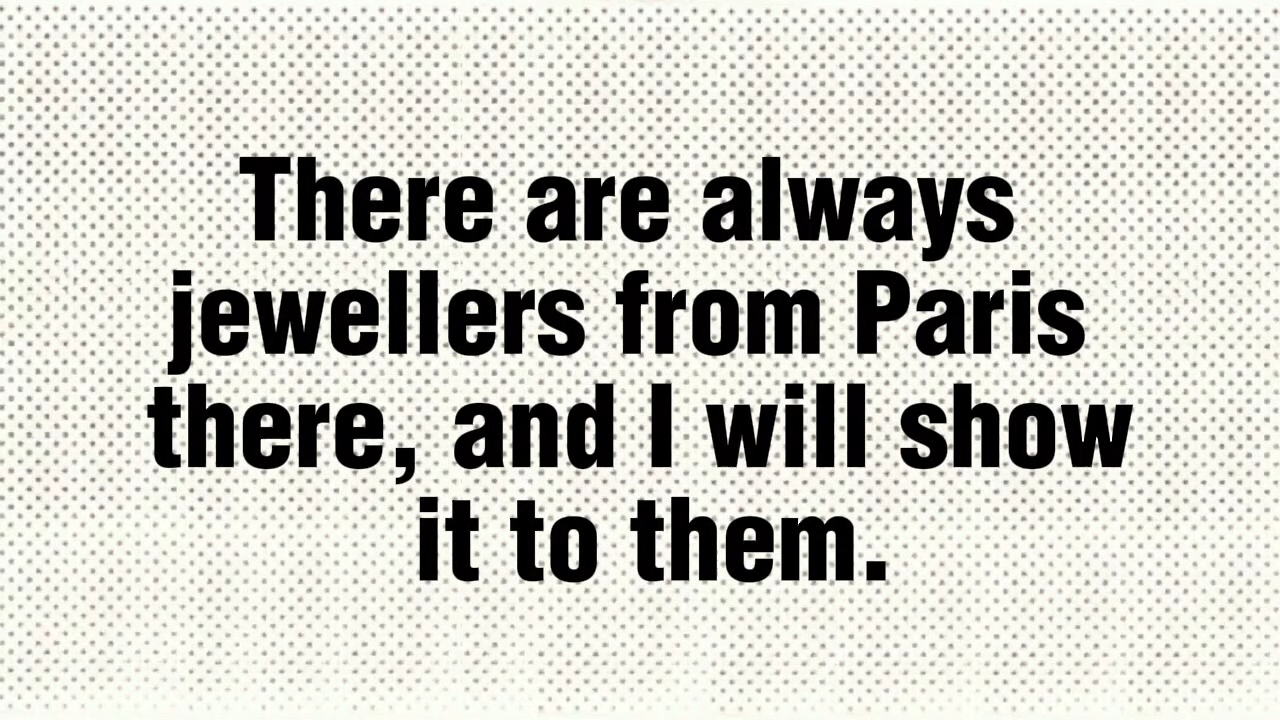 There are always
jewellers from Paris
there, and I will show
it to them.